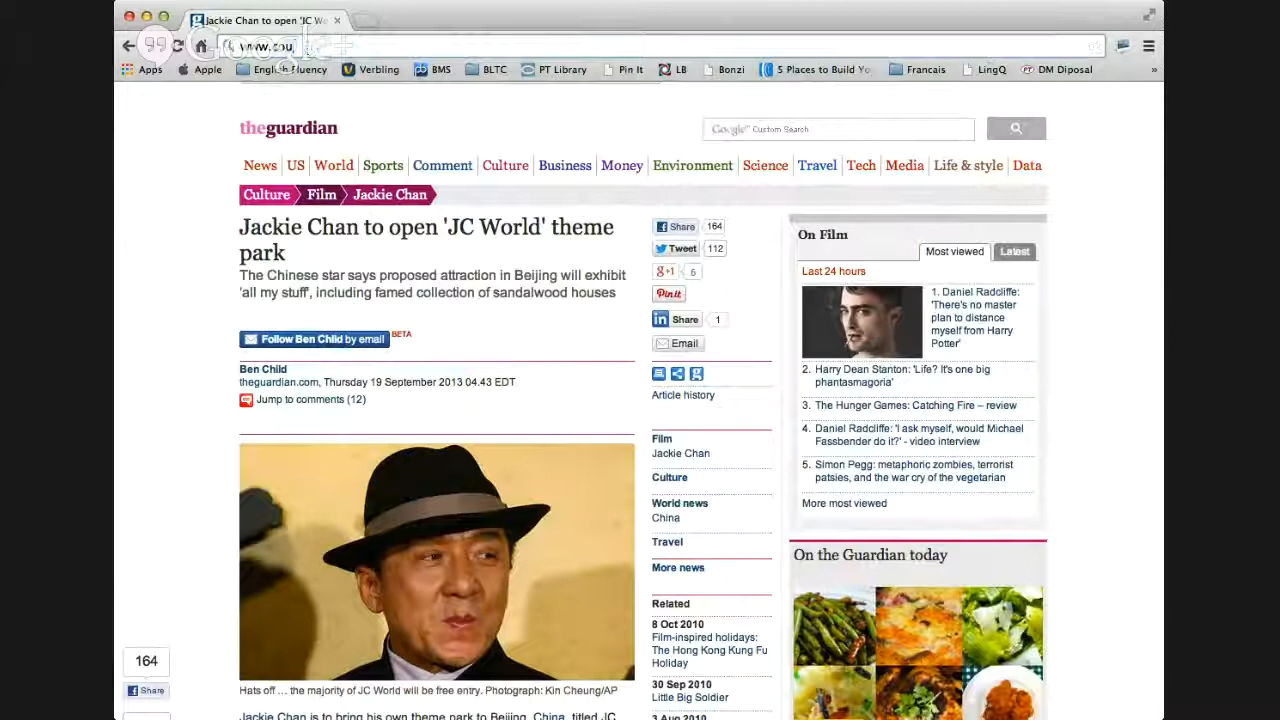 Jackie Chan to open 'JC Wo
Google+
www.cou
Apps
Apple
English Fluency
Verbling
BMS
BLTC
PT Library
Pin It
LB
Bonzi
5 Places to Build Yo
Francais
LingQ
DM Diposal
»
theguardian
Google™ Custom Search
News US World Sports Comment Culture Business Money Environment Science Travel Tech Media Life & style Data
Culture Film Jackie Chan
Jackie Chan to open 'JC World' theme
park
The Chinese star says proposed attraction in Beijing will exhibit
'all my stuff', including famed collection of sandalwood houses
Follow Ben Child by email BETA
Ben Child
theguardian.com, Thursday 19 September 2013 04.43 EDT
Jump to comments (12)
Hats off ... the majority of JC World will be free entry. Photograph: Kin Cheung/AP
Jackie Chan is to bring his own theme park to Beijing, China, titled JC
164
Share
Share 164
Tweet 112
g+1 6
Pin it
in Share 1
Email
Article history
Film
Jackie Chan
Culture
World news
China
Travel
More news
Related
8 Oct 2010
Film-inspired holidays:
The Hong Kong Kung Fu
Holiday
30 Sep 2010
Little Big Soldier
3 Aug 2010
On Film
Most viewed Latest
Last 24 hours
1. Daniel Radcliffe:
'There's no master
plan to distance
myself from Harry
Potter'
2. Harry Dean Stanton: 'Life? It's one big
phantasmagoria'
3. The Hunger Games: Catching Fire – review
4. Daniel Radcliffe: 'I ask myself, would Michael
Fassbender do it?' - video interview
5. Simon Pegg: metaphoric zombies, terrorist
patsies, and the war cry of the vegetarian
More most viewed
On the Guardian today